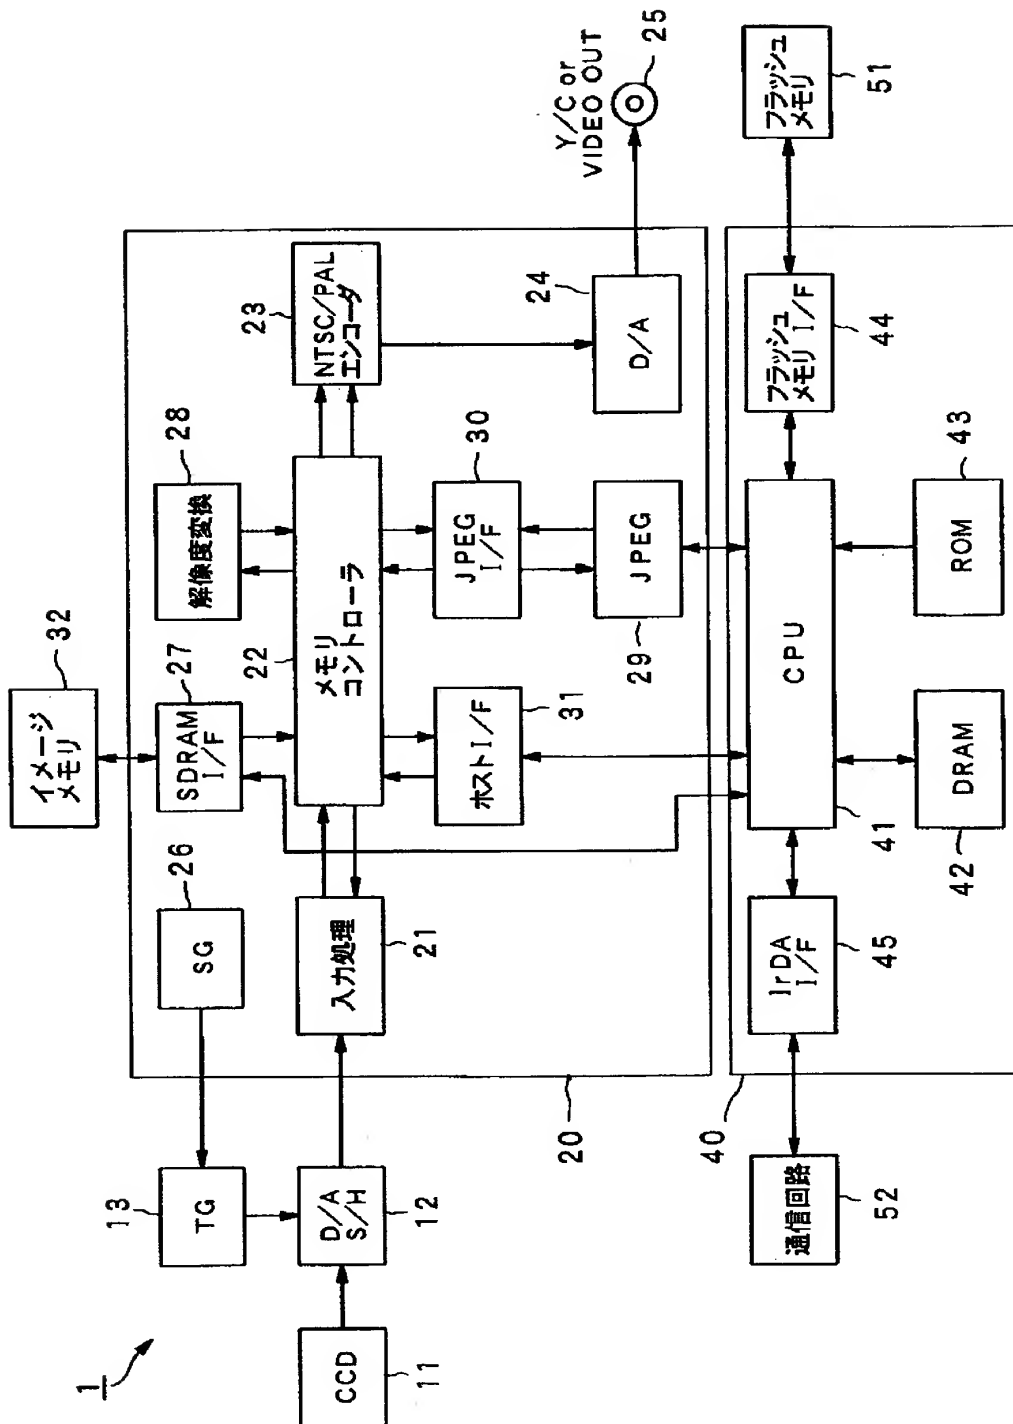 1
CCD
11
D/A
S/H
12
TG
13
SG
26
入力処理
21
20
イメージ
メモリ
32
SDRAM
I/F
27
解像度変換
28
メモリ
コントローラ
22
NTSC/PAL
エンコーダ
23
ホストI/F
31
JPEG
I/F
30
JPEG
29
D/A
24
Y/C or
VIDEO OUT
25
40
通信回路
52
IrDA
I/F
45
CPU
41
DRAM
42
ROM
43
フラッシュ
メモリ I/F
44
フラッシュ
メモリ
51